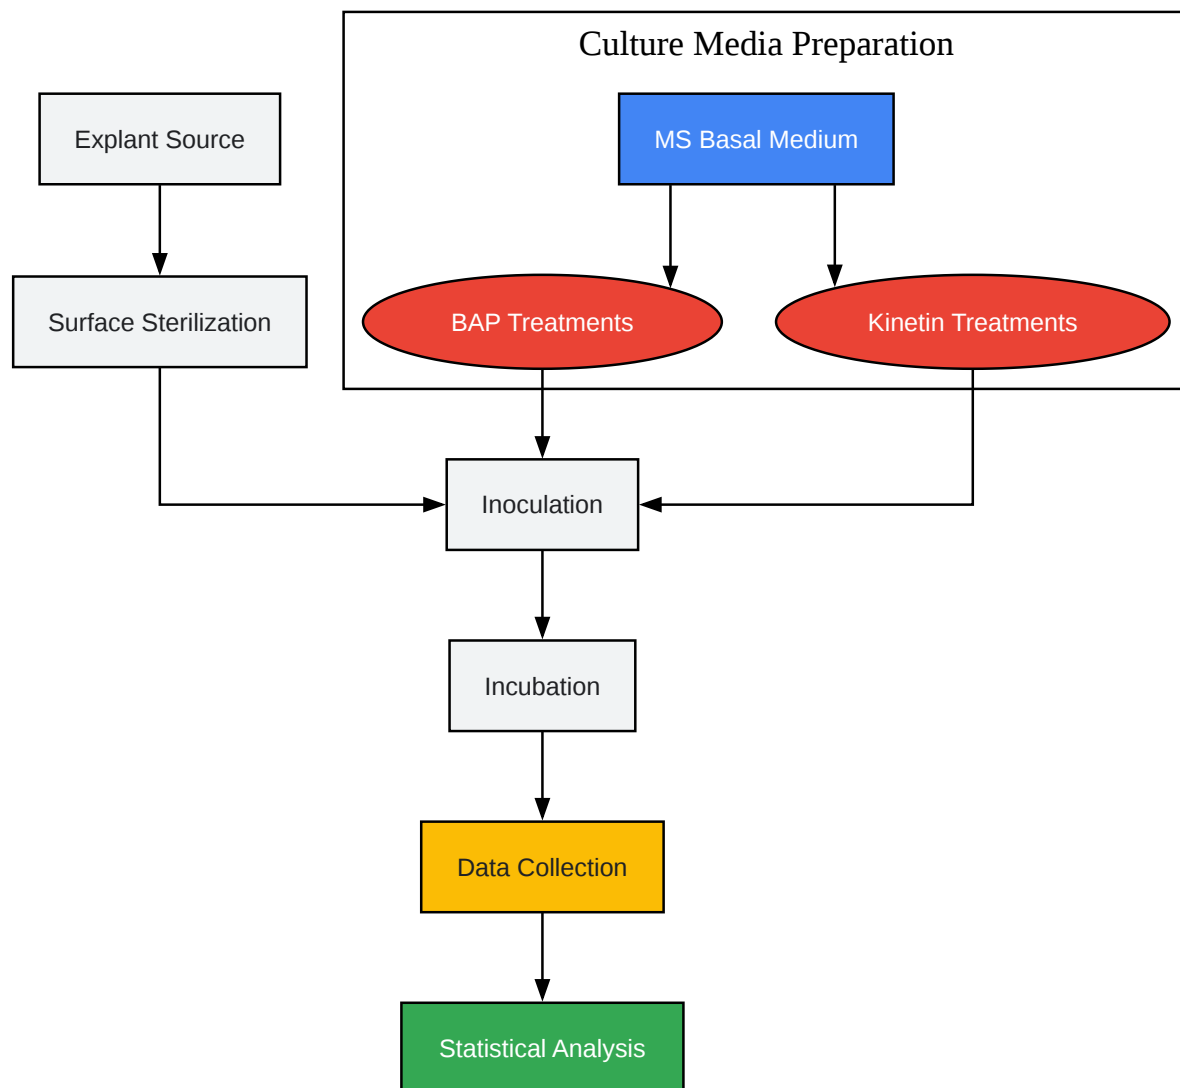 Culture Media Preparation
Explant Source
MS Basal Medium
Surface Sterilization
BAP Treatments
Kinetin Treatments
Inoculation
Incubation
Data Collection
Statistical Analysis